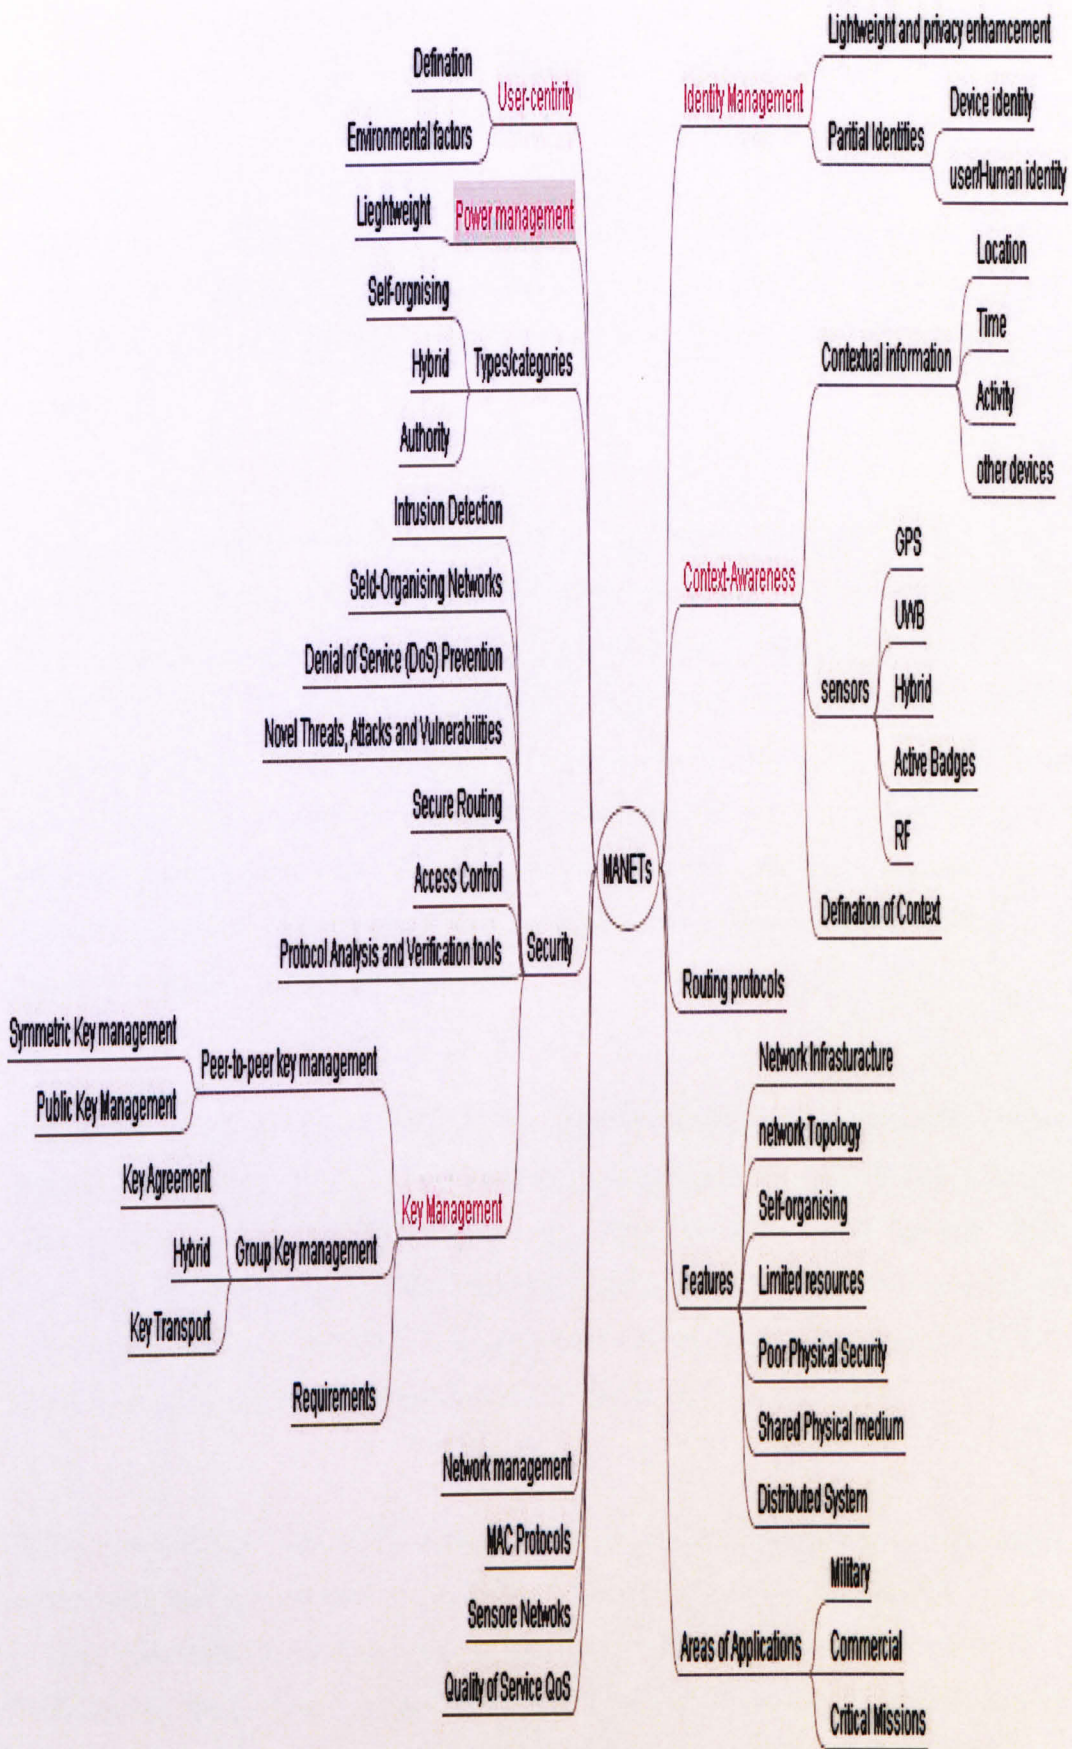 Defination
User-centirity
Environmental factors
Lieghtweight
Power management
Self-orgnising
Hybrid
Types/categories
Authority
Intrusion Detection
Seld-Organising Networks
Denial of Service (DoS) Prevention
Novel Threats, Attacks and Vulnerabilities
Secure Routing
Access Control
Protocol Analysis and Verification tools
Security
Symmetric Key management
Peer-to-peer key management
Public Key Management
Key Agreement
Key Management
Hybrid
Group Key management
Key Transport
Requirements
Network management
MAC Protocols
Sensore Netwoks
Quality of Service QoS
MANETs
Lightweight and privacy enhamcement
Identity Management
Device identity
Paritial Identities
user/Human identity
Location
Time
Contextual information
Activity
other devices
GPS
Context-Awareness
UWB
sensors
Hybrid
Active Badges
RF
Defination of Context
Routing protocols
Network Infrasturacture
network Topology
Self-organising
Features
Limited resources
Poor Physical Security
Shared Physical medium
Distributed System
Military
Areas of Applications
Commercial
Critical Missions